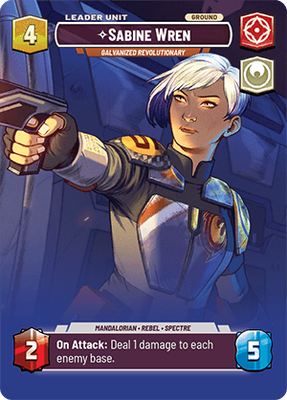 LEADER UNIT
GROUND
4
✧SABINE WREN
GALVANIZED REVOLUTIONARY
MANDALORIAN • REBEL • SPECTRE
2
On Attack: Deal 1 damage to each
enemy base.
5